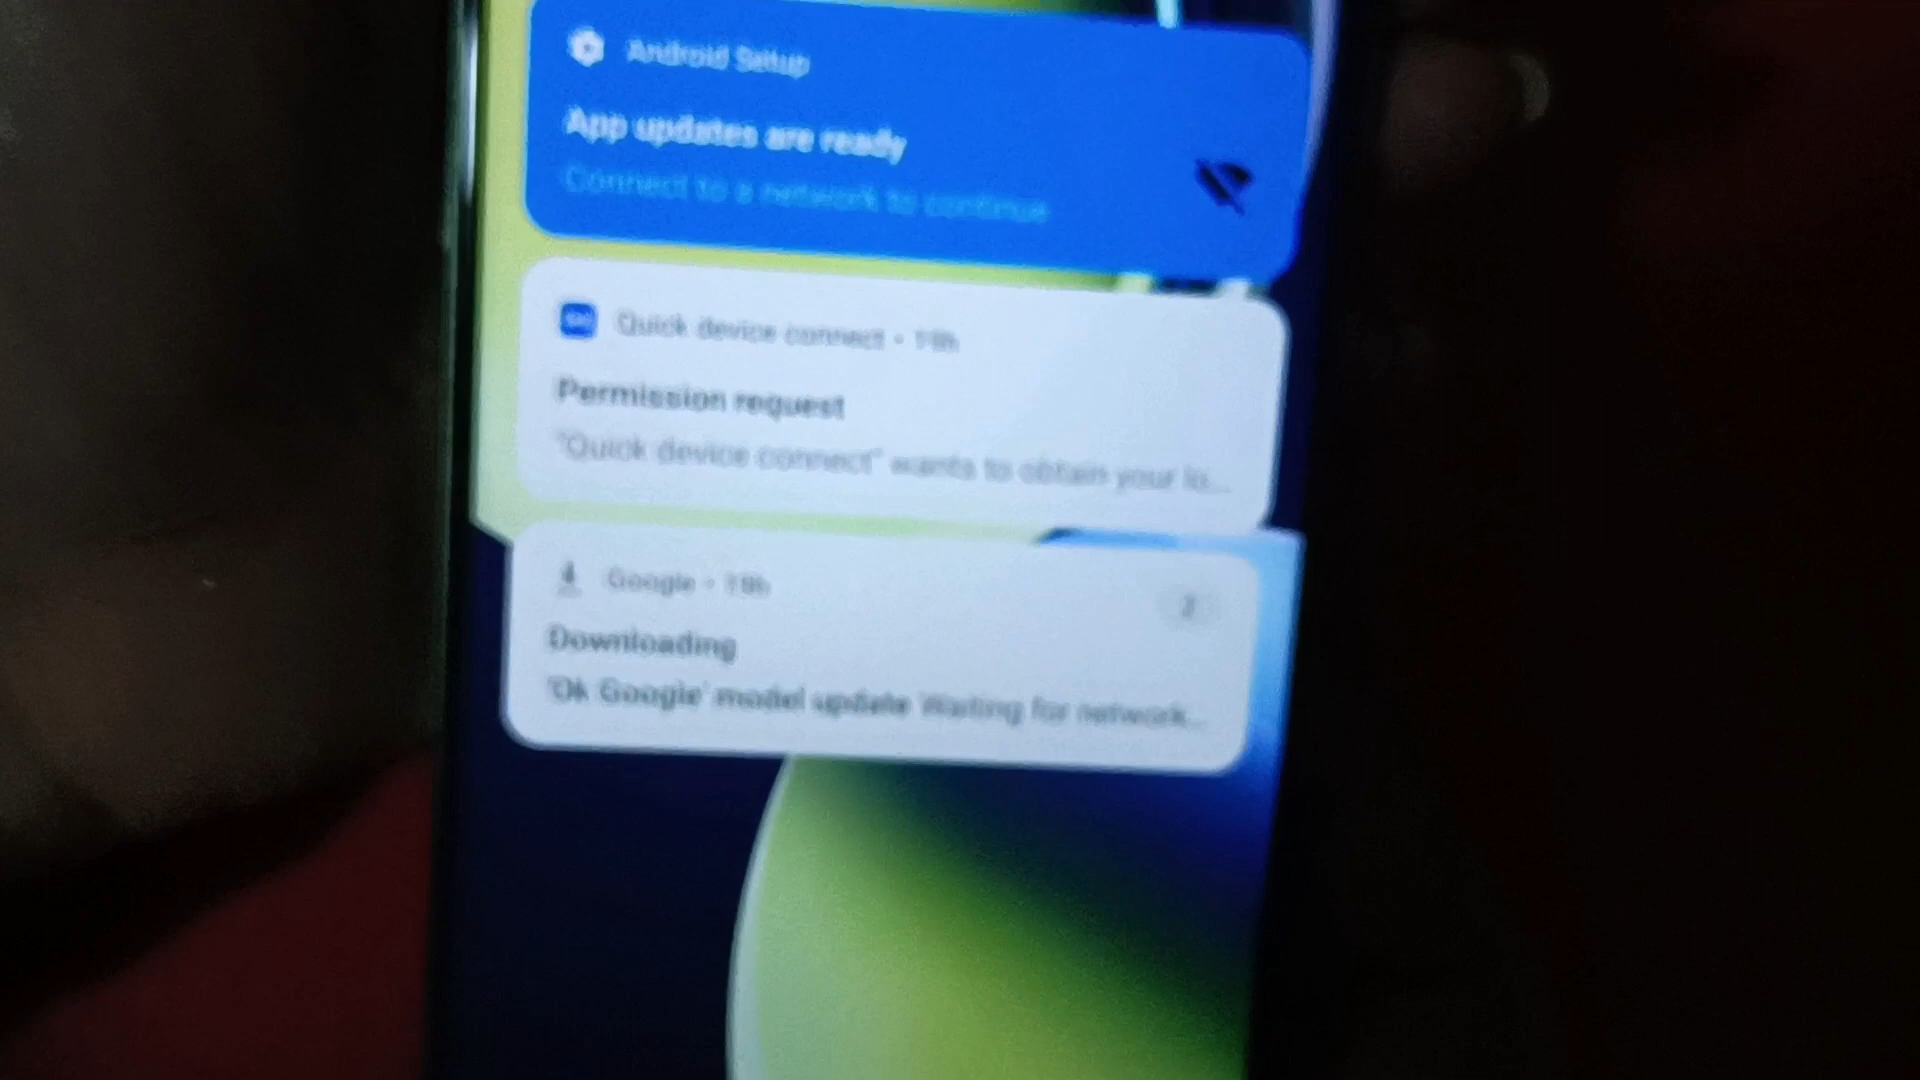 Android Setup
App updates are ready
Connect to a network to continue
Quick device connect • 19h
Permission request
"Quick device connect" wants to obtain your lo...
Google • 19h
2
Downloading
'Ok Google' model update Waiting for network...